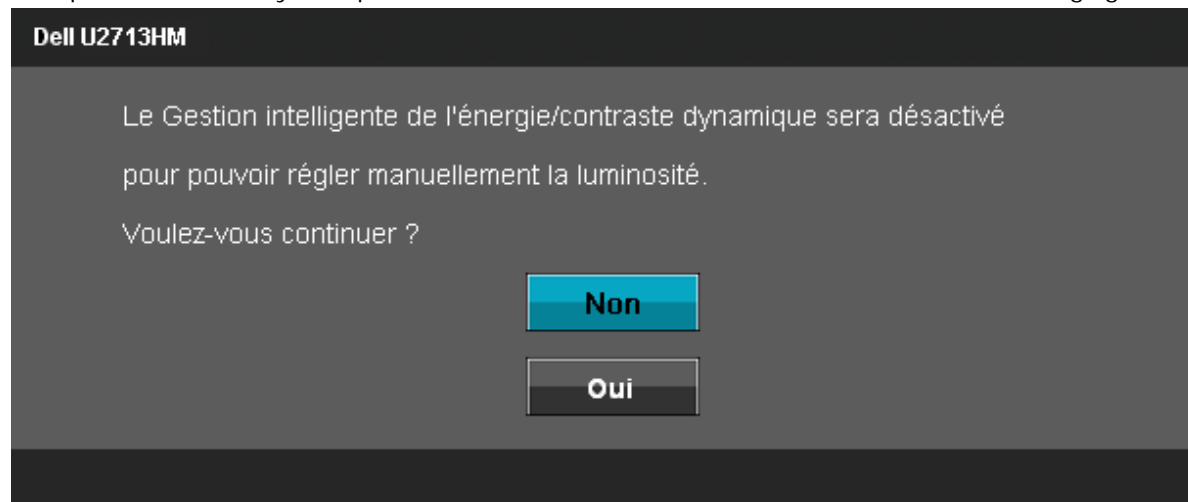 Dell U2713HM
Le Gestion intelligente de l'énergie/contraste dynamique sera désactivé
pour pouvoir régler manuellement la luminosité.
Voulez-vous continuer ?
Non
Oui